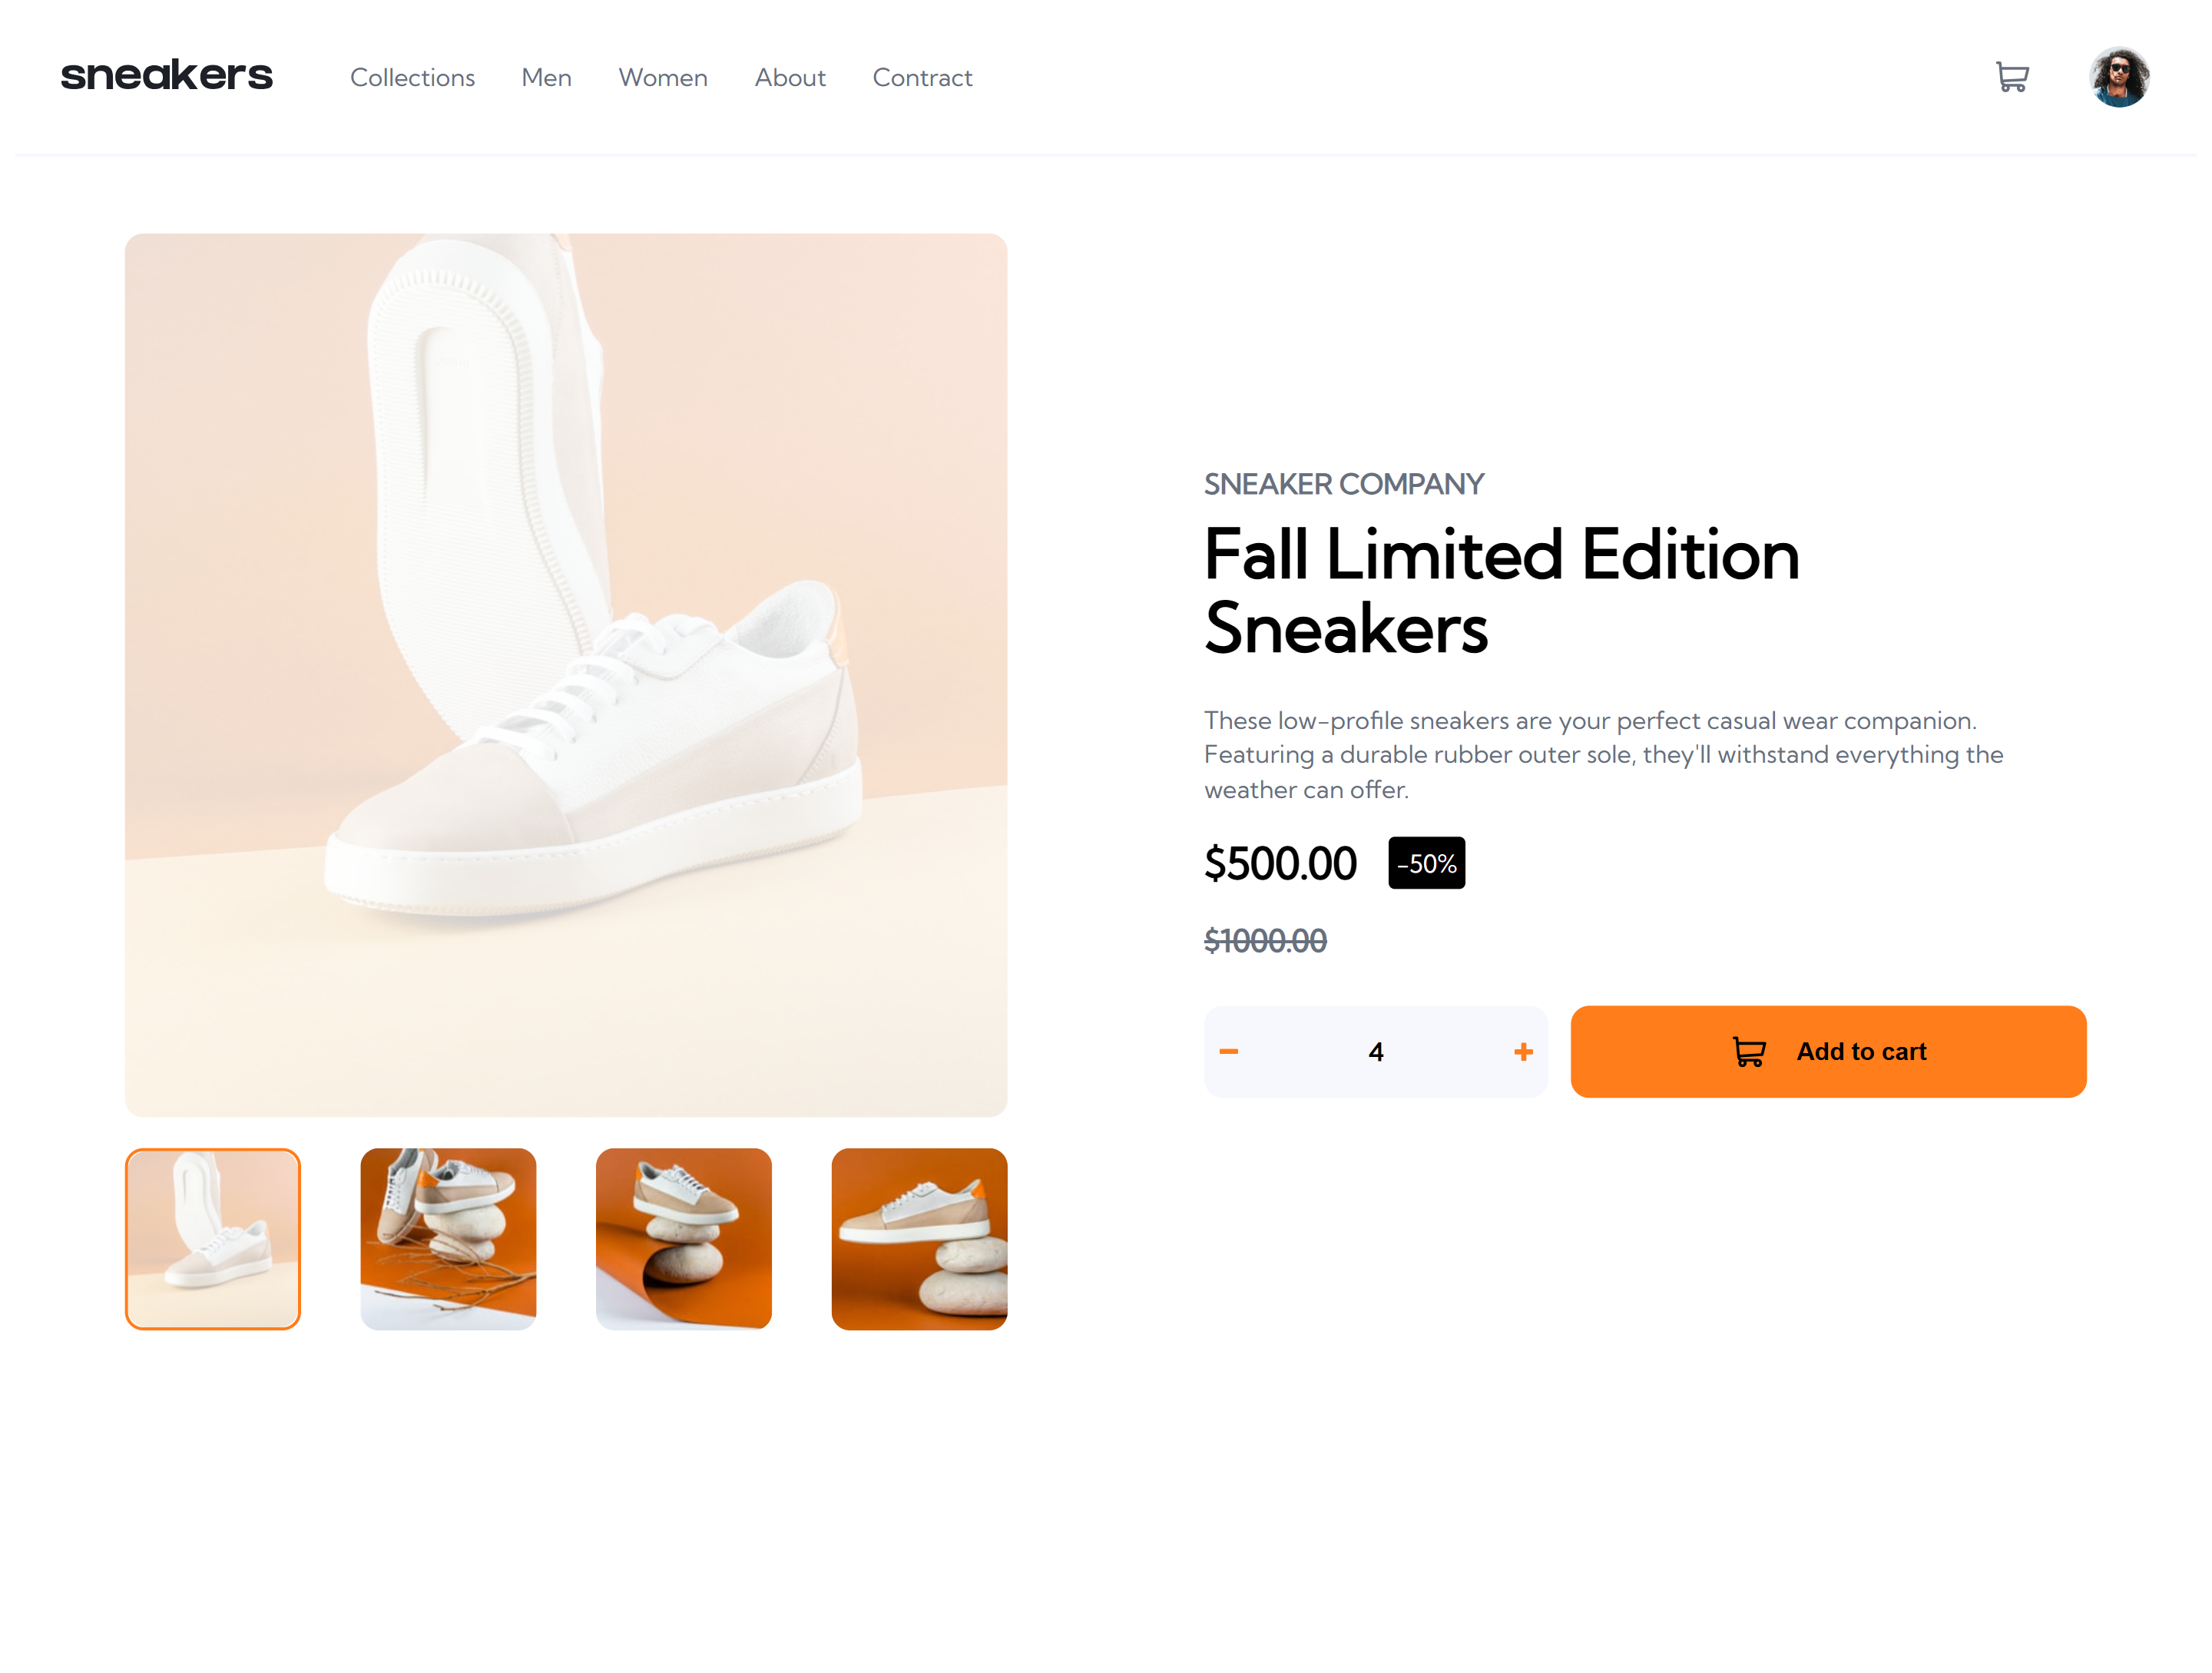 sneakers
Collections Men Women About Contract
SNEAKER COMPANY
Fall Limited Edition
Sneakers
These low-profile sneakers are your perfect casual wear companion.
Featuring a durable rubber outer sole, they'll withstand everything the
weather can offer.
$500.00 -50%
$1000.00
4
Add to cart